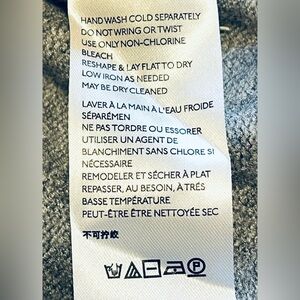 HAND WASH COLD SEPARATELY
DO NOT WRING OR TWIST
USE ONLY NON-CHLORINE
BLEACH
RESHAPE & LAY FLAT TO DRY
LOW IRON AS NEEDED
MAY BE DRY CLEANED
LAVER À LA MAIN À L'EAU FROIDE
SÉPARÉMEN
NE PAS TORDRE OU ESSORER
UTILISER UN AGENT DE
BLANCHIMENT SANS CHLORE SI
NÉCESSAIRE
REMODELER ET SÉCHER À PLAT
REPASSER, AU BESOIN, À TRÉS
BASSE TEMPÉRATURE
PEUT-ÊTRE ÊTRE NETTOYÉE SEC
不可拧绞